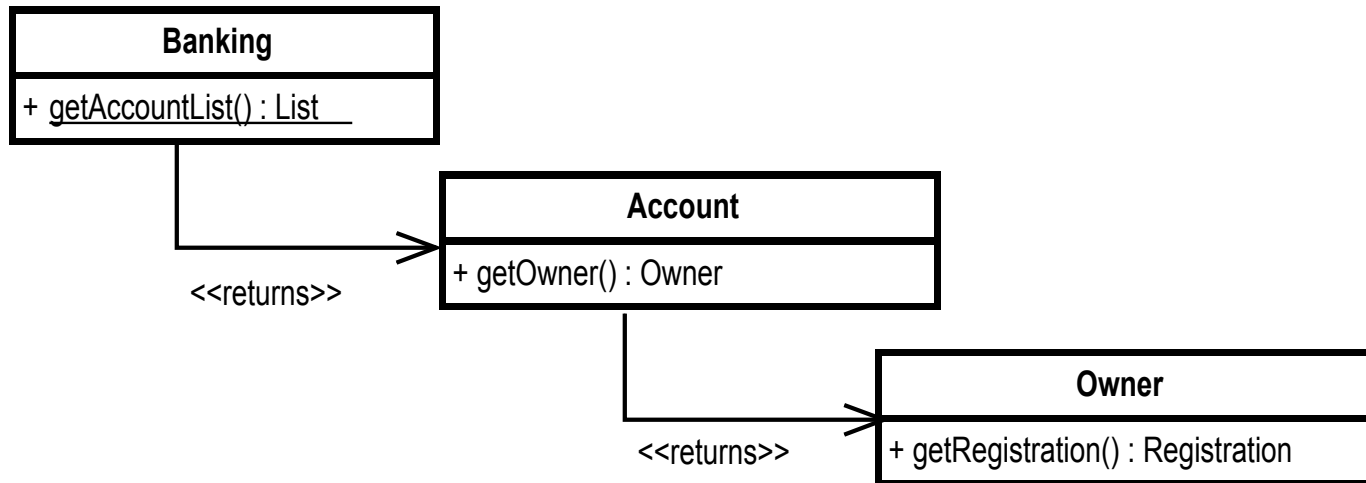 Banking
+ getAccountList() : List
Account
+ getOwner() : Owner
<<returns>>
Owner
+ getRegistration() : Registration
<<returns>>